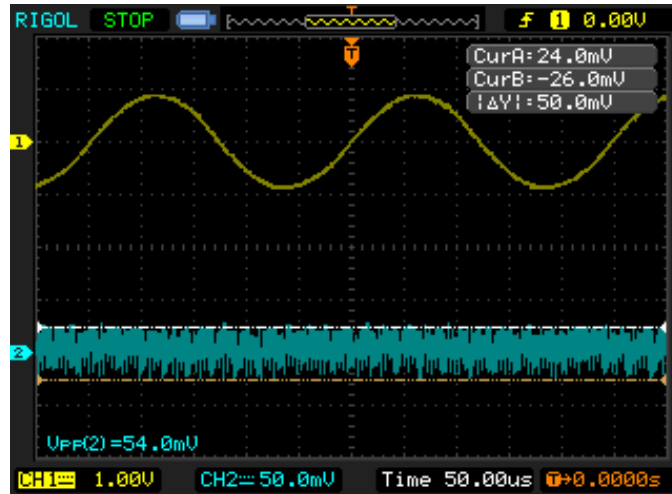 RIGOL STOP T f 1 0.00V
T
CurA:24.0mV
CurB:-26.0mV
|ΔY|:50.0mV
1
2
VPP(2)=54.0mV
CH1 1.00V CH2 50.0mV Time 50.00us T→0.0000s